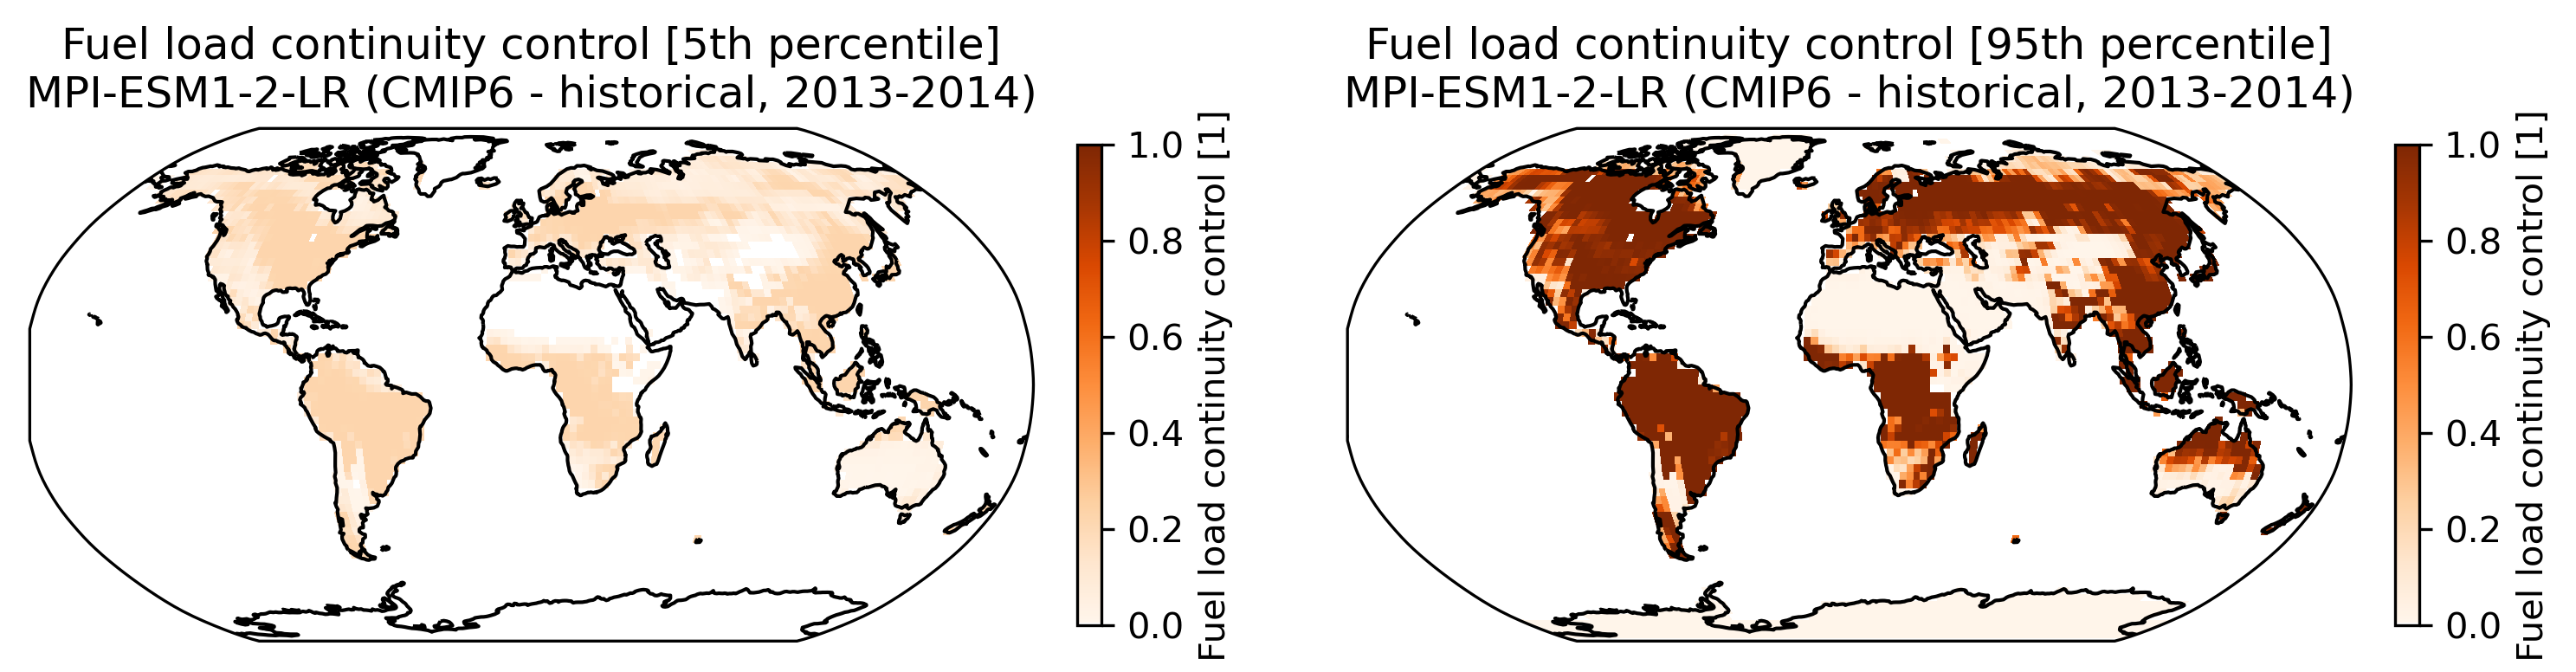 Fuel load continuity control [5th percentile]
MPI-ESM1-2-LR (CMIP6 - historical, 2013-2014)
1.0
0.8
0.6
0.4
0.2
0.0
Fuel load continuity control [1]
Fuel load continuity control [95th percentile]
MPI-ESM1-2-LR (CMIP6 - historical, 2013-2014)
1.0
0.8
0.6
0.4
0.2
0.0
Fuel load continuity control [1]